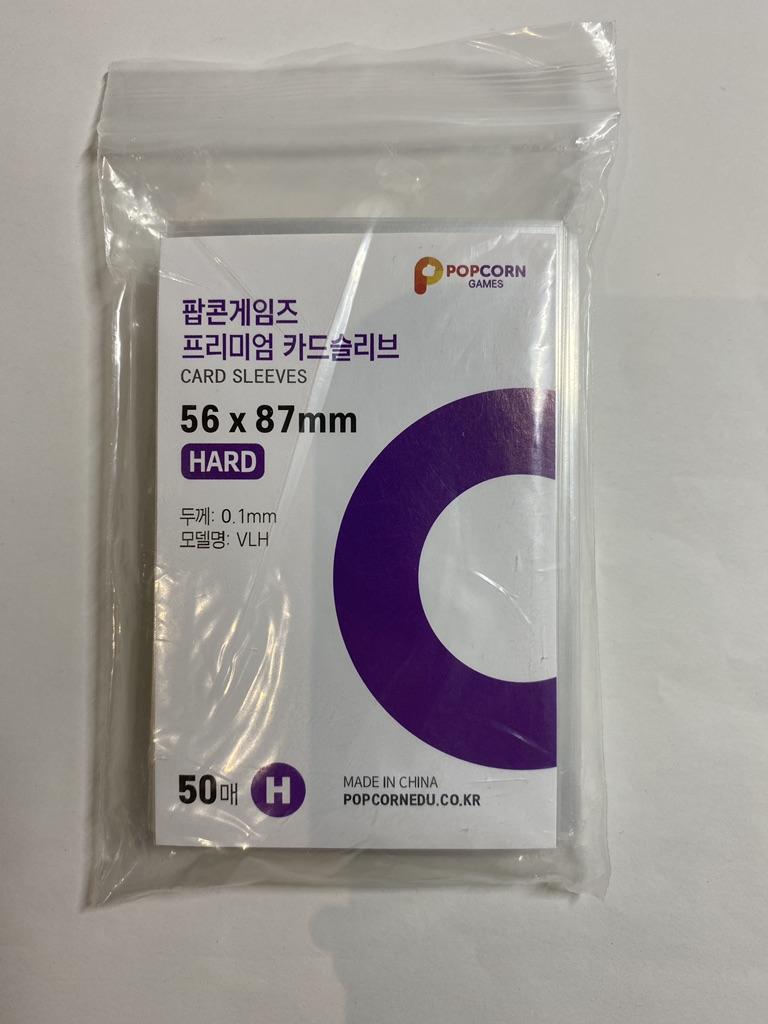 POPCORN
GAMES
팝콘게임즈
프리미엄 카드슬리브
CARD SLEEVES
56 x 87mm
HARD
두께: 0.1mm
모델명: VLH
50매 H
MADE IN CHINA
POPCORNEDU.CO.KR